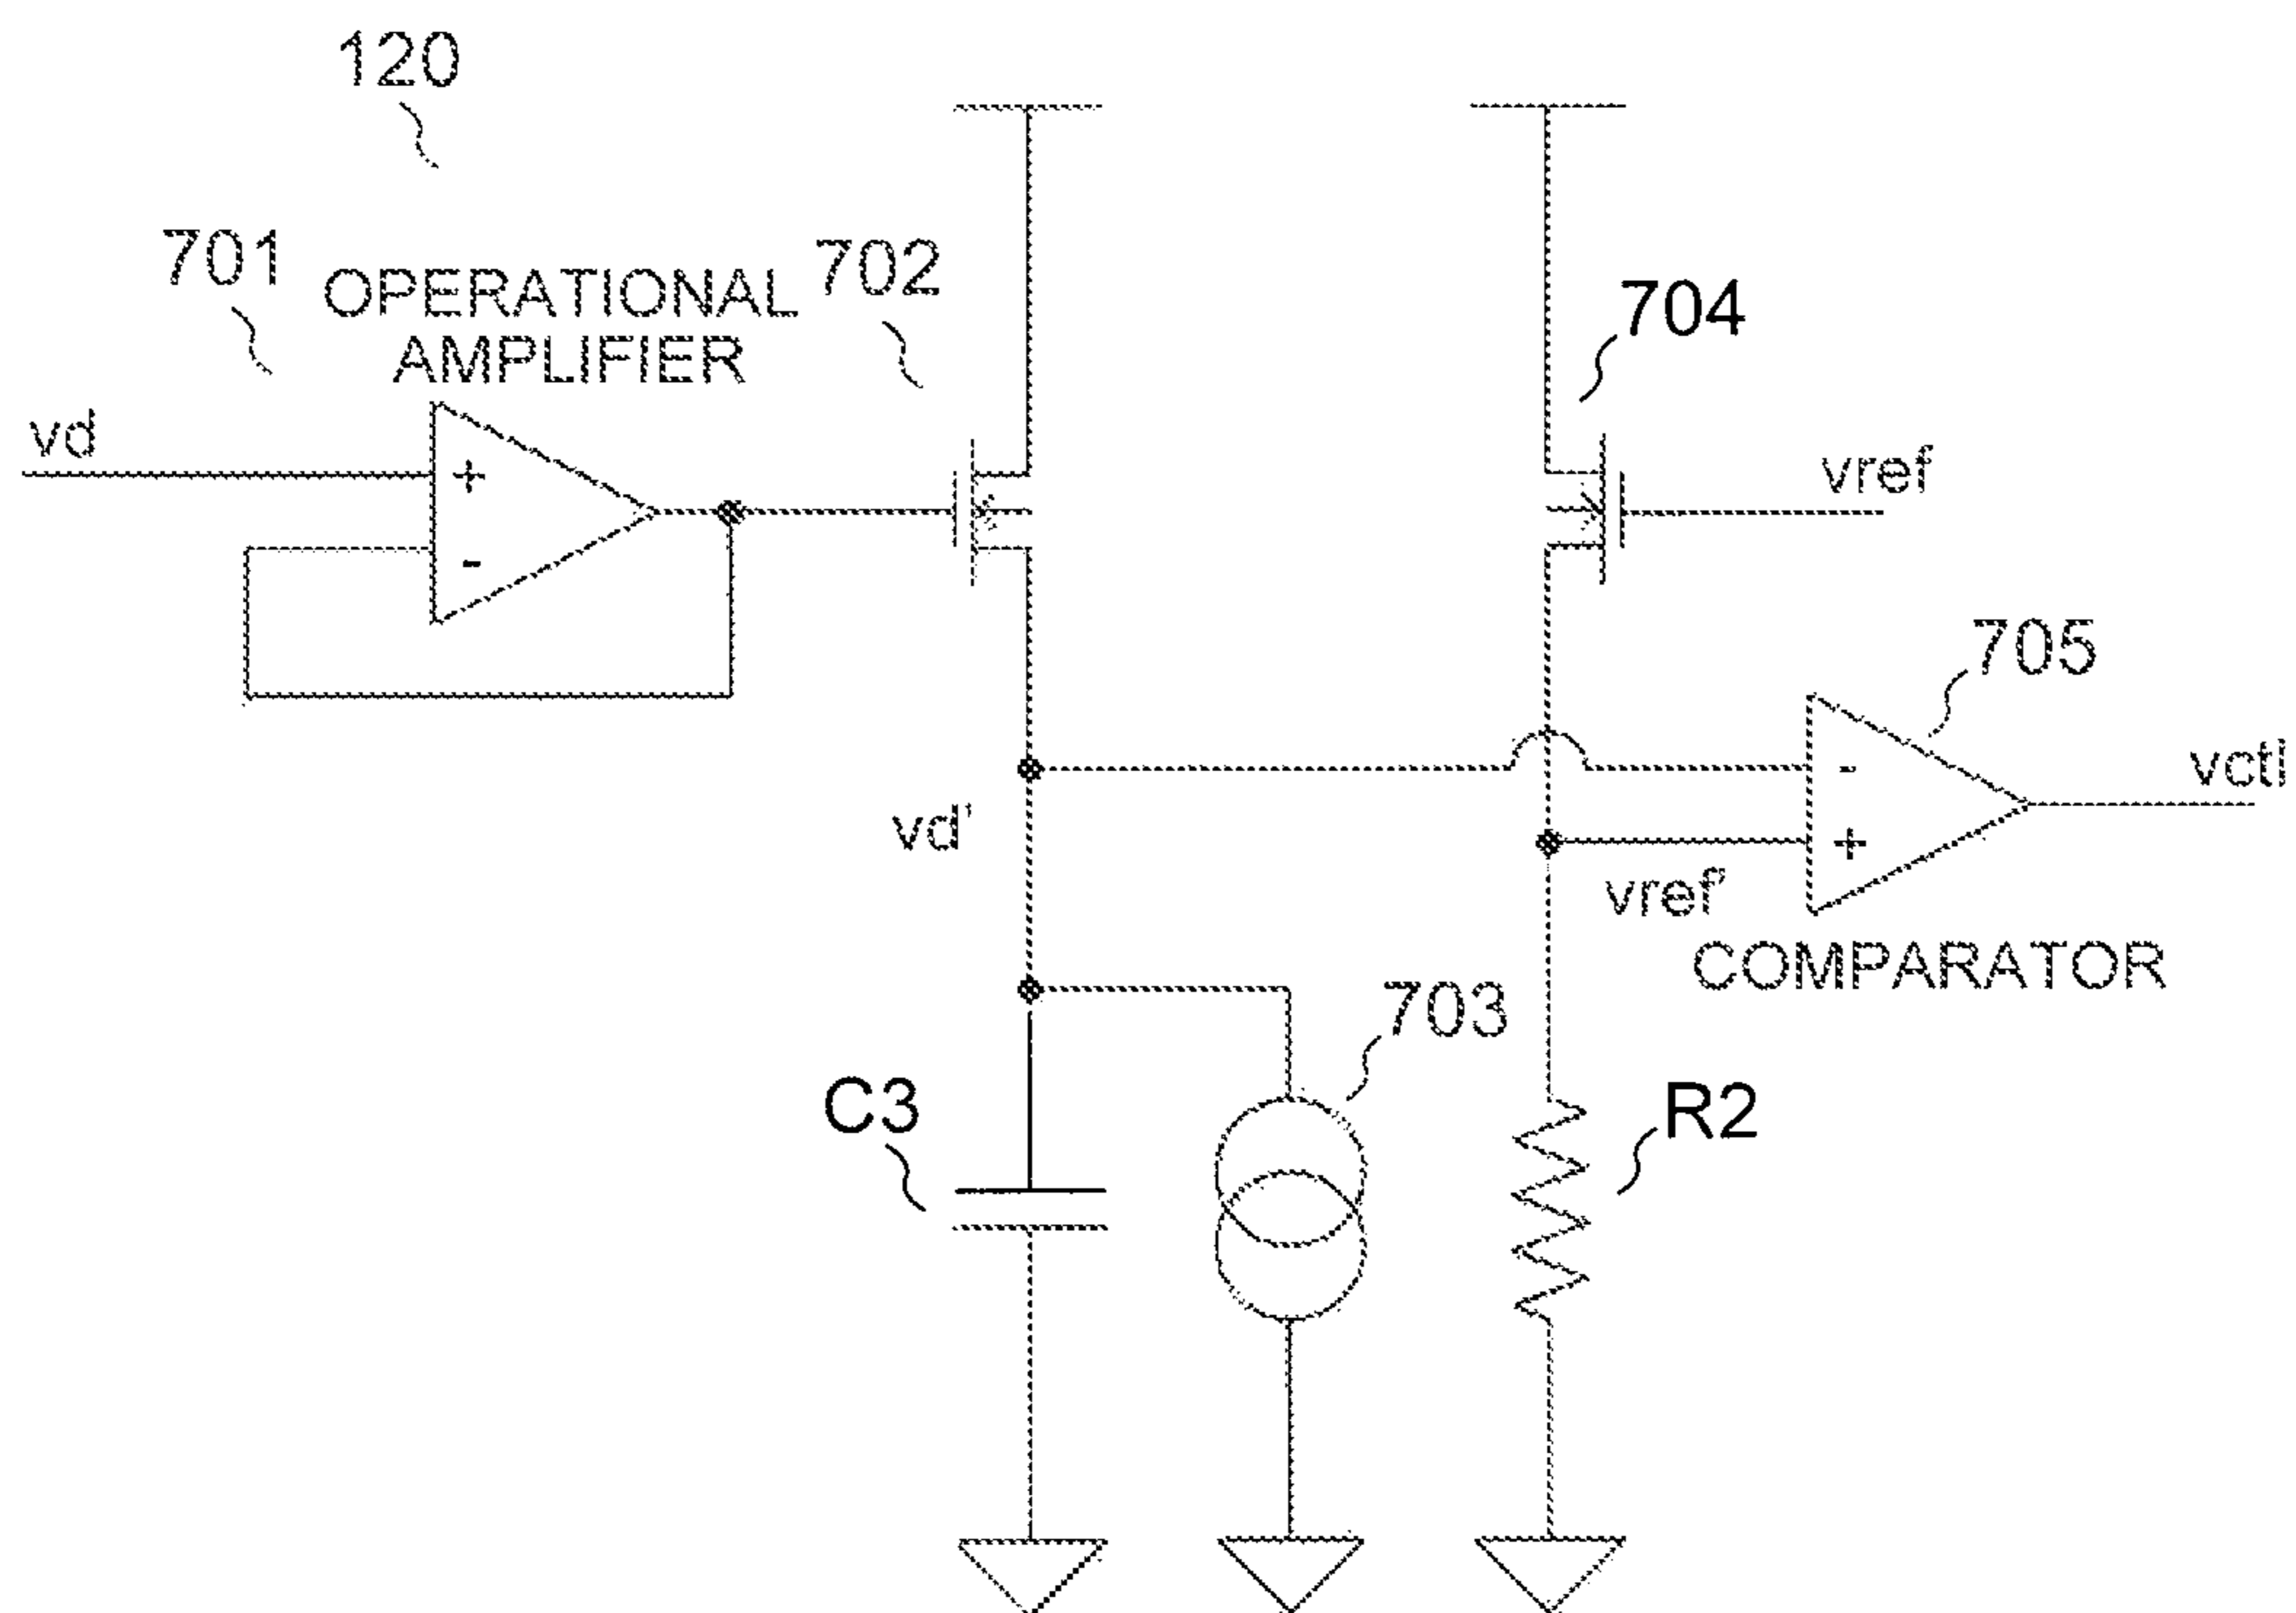 120
701
OPERATIONAL
AMPLIFIER
702
704
vd
+
-
vref
705
-
+
vctl
vd'
vref'
COMPARATOR
703
C3
R2